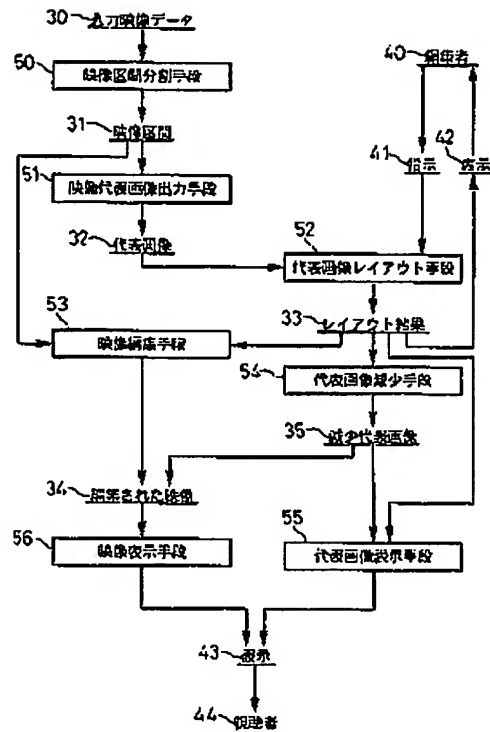 30 入力映像データ
50 映像区間分割手段
40 編集者
31 映像区間
41 指示
42 表示
51 映像代表画像出力手段
32 代表画像
52 代表画像レイアウト手段
53 映像編集手段
33 レイアウト結果
54 代表画像減少手段
35 減少代表画像
34 編集された映像
56 映像表示手段
55 代表画像表示手段
43 表示
44 視聴者